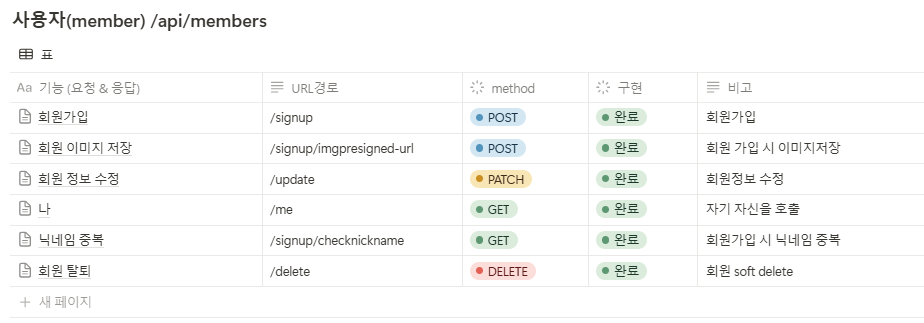 사용자(member) /api/members
표
Aa 기능 (요청 & 응답) URL경로 method 구현 비고
회원가입 /signup POST 완료 회원가입
회원 이미지 저장 /signup/imgpresigned-url POST 완료 회원 가입 시 이미지저장
회원 정보 수정 /update PATCH 완료 회원정보 수정
나 /me GET 완료 자기 자신을 호출
닉네임 중복 /signup/checknickname GET 완료 회원가입 시 닉네임 중복
회원 탈퇴 /delete DELETE 완료 회원 soft delete
+ 새 페이지